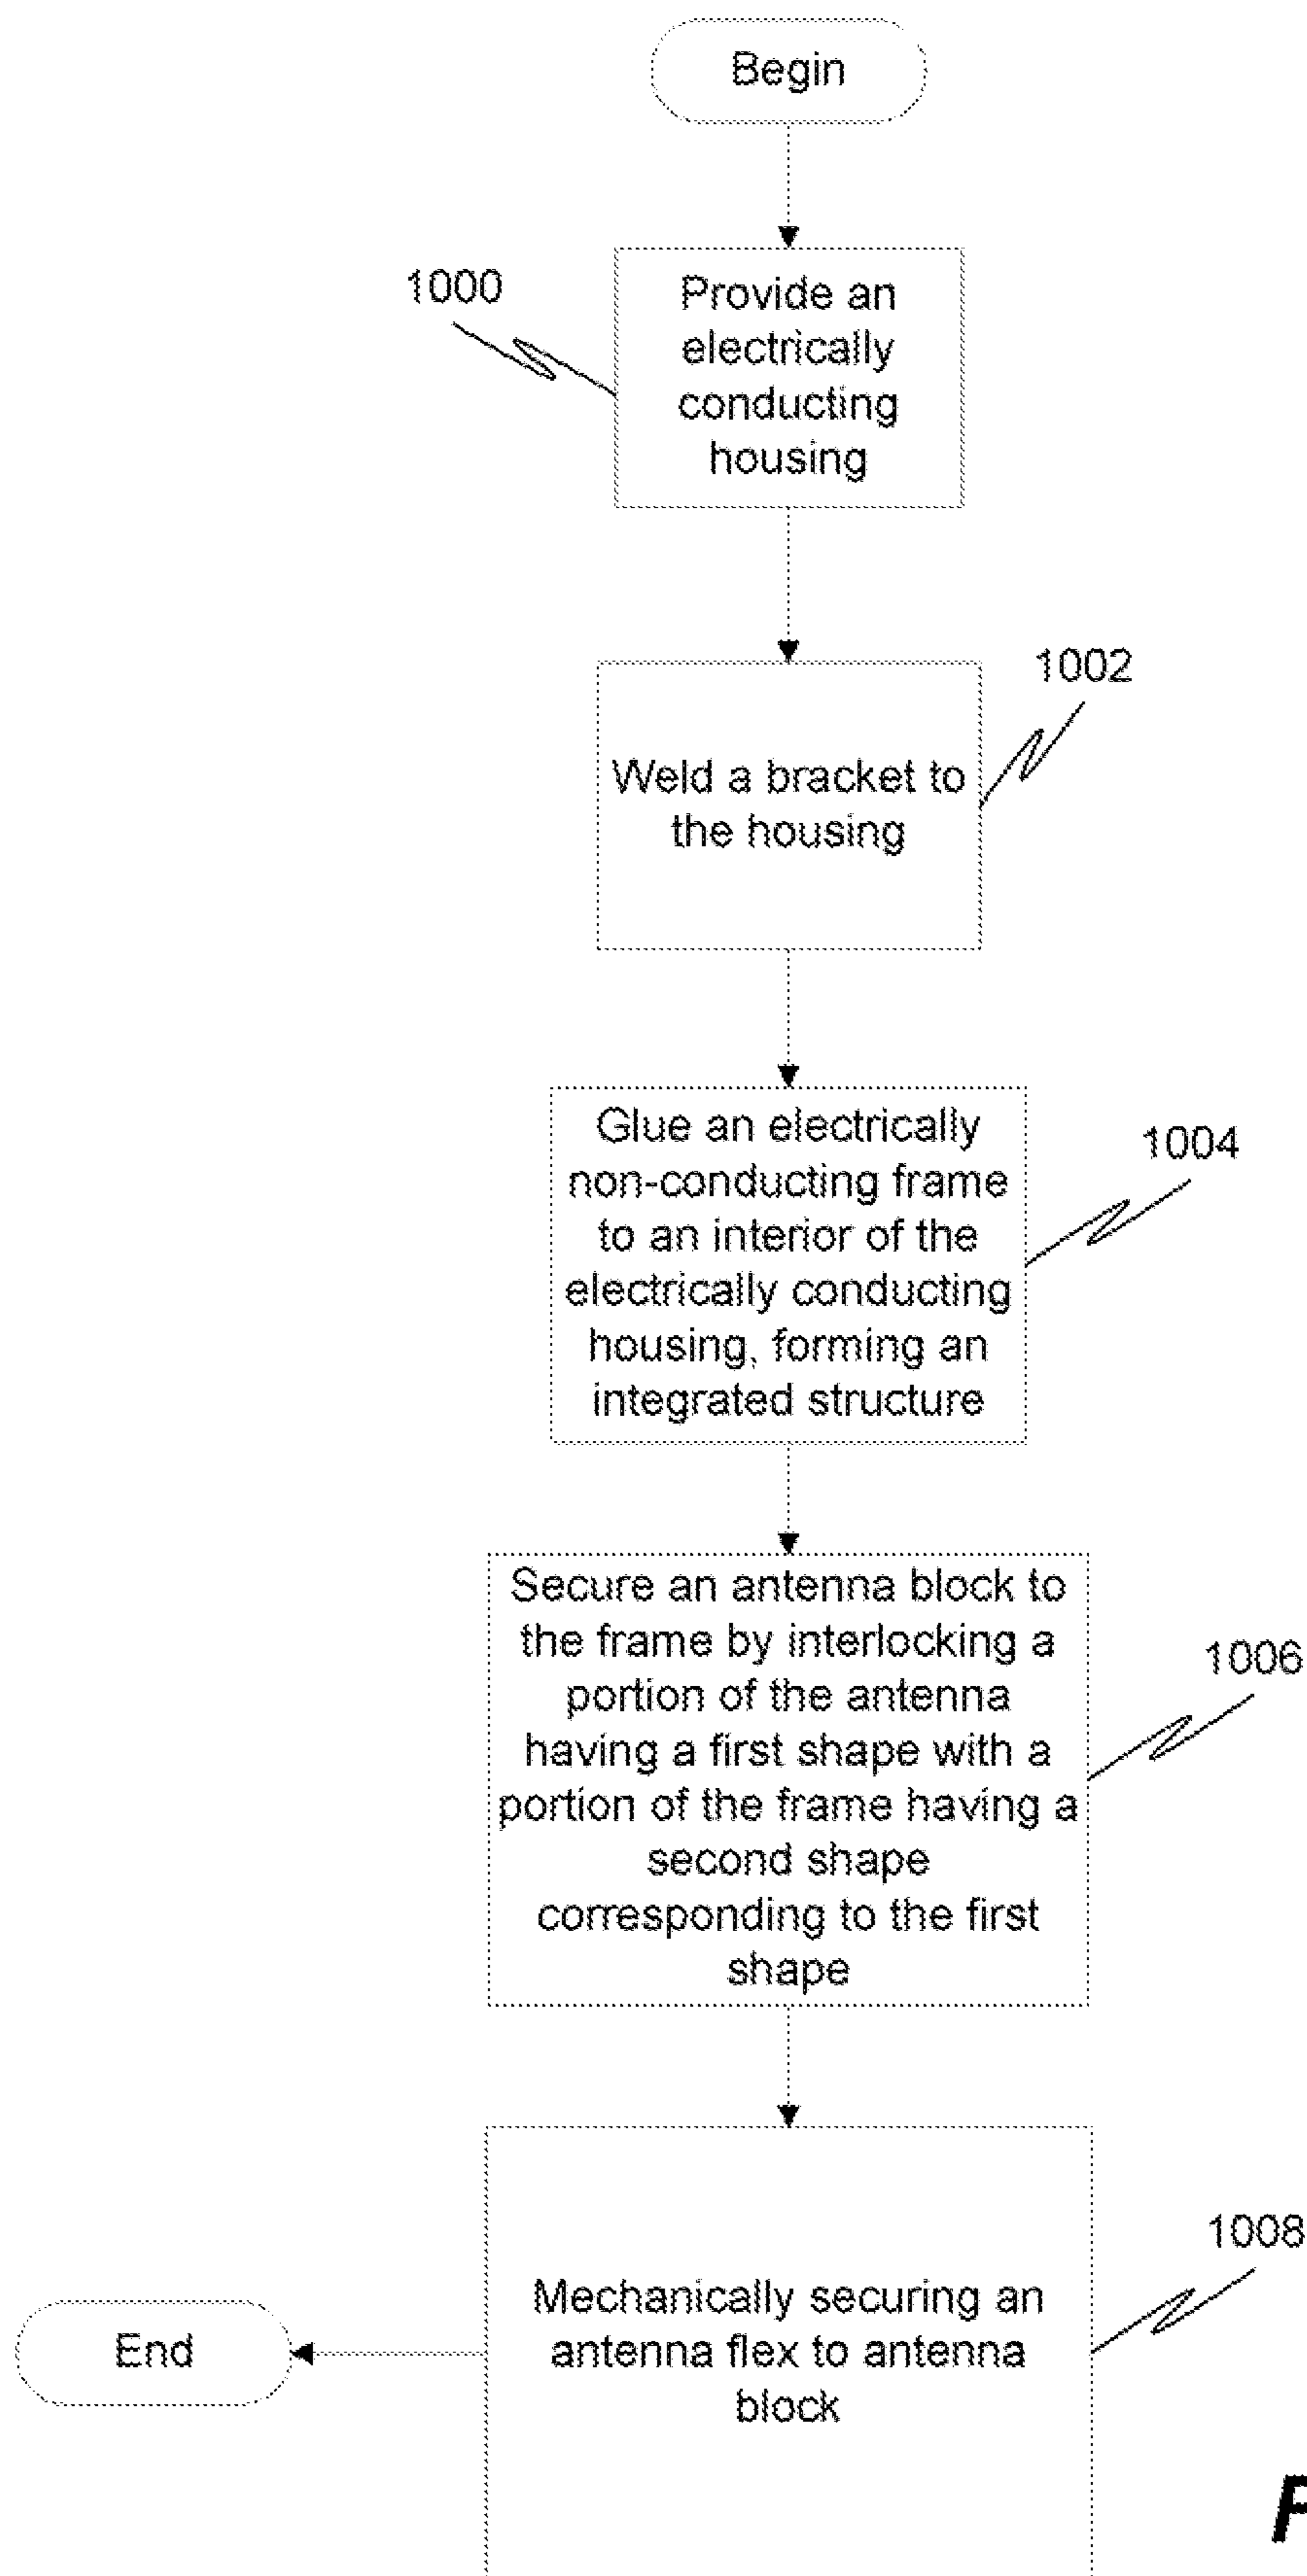 Begin
1000
Provide an
electrically
conducting
housing
1002
Weld a bracket to
the housing
1004
Glue an electrically
non-conducting frame
to an interior of the
electrically conducting
housing, forming an
integrated structure
1006
Secure an antenna block to
the frame by interlocking a
portion of the antenna
having a first shape with a
portion of the frame having a
second shape
corresponding to the first
shape
1008
Mechanically securing an
antenna flex to antenna
block
End